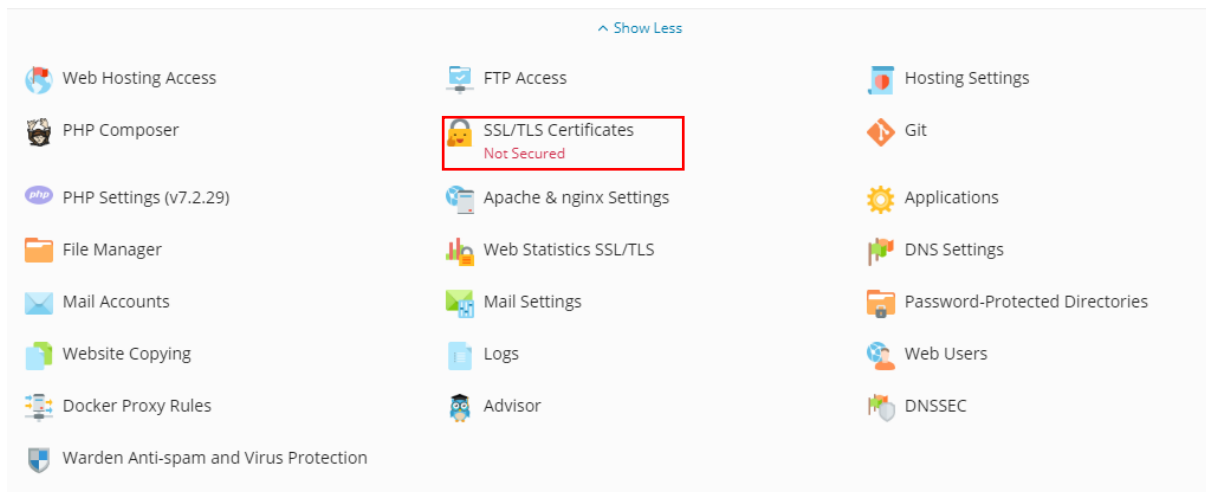 Show Less
Web Hosting Access
FTP Access
Hosting Settings
PHP Composer
SSL/TLS Certificates
Not Secured
Git
php
PHP Settings (v7.2.29)
Apache & nginx Settings
Applications
File Manager
Web Statistics SSL/TLS
DNS Settings
Mail Accounts
Mail Settings
Password-Protected Directories
Website Copying
Logs
Web Users
Docker Proxy Rules
Advisor
DNSSEC
Warden Anti-spam and Virus Protection